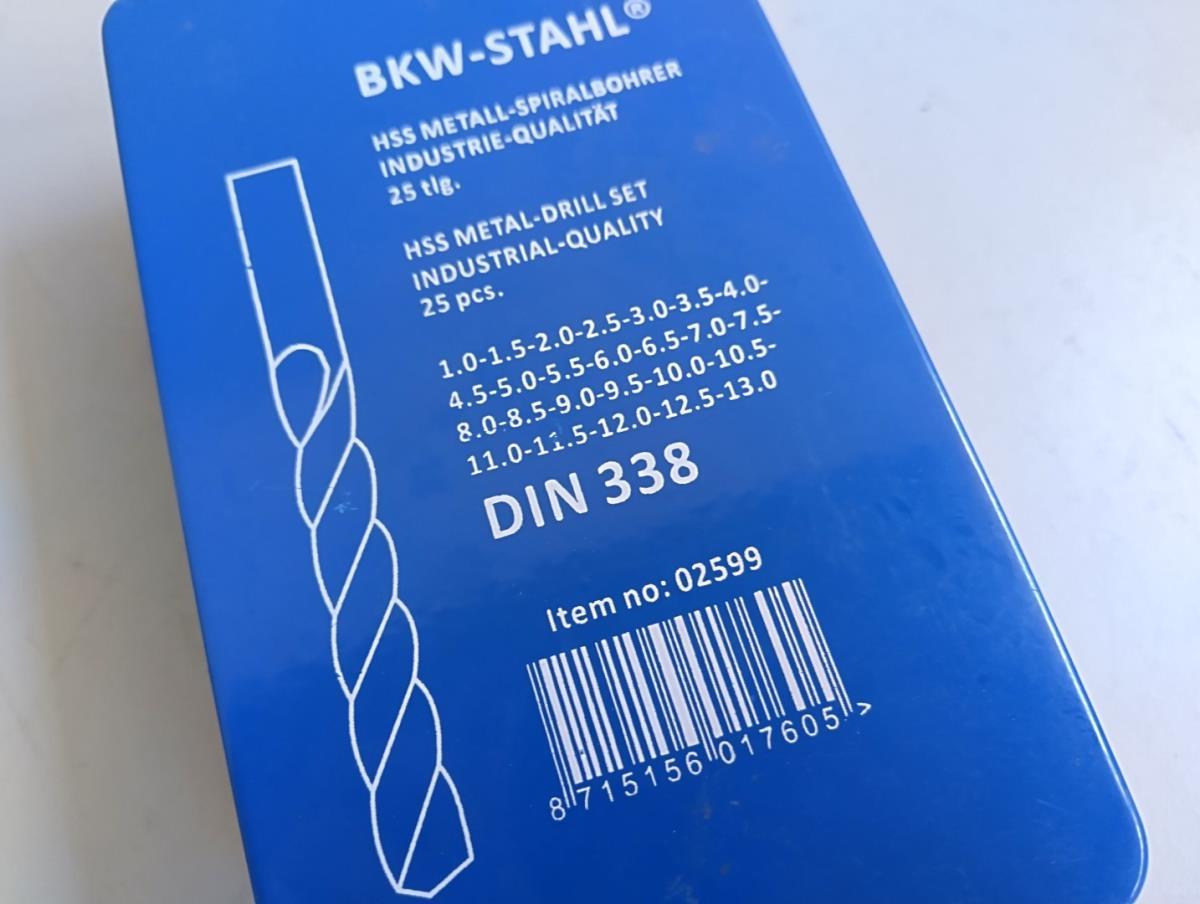 BKW-STAHL®
HSS METALL-SPIRALBOHRER
INDUSTRIE-QUALITÄT
25 tlg.
HSS METAL-DRILL SET
INDUSTRIAL-QUALITY
25 pcs.
1.0-1.5-2.0-2.5-3.0-3.5-4.0-
4.5-5.0-5.5-6.0-6.5-7.0-7.5-
8.0-8.5-9.0-9.5-10.0-10.5-
11.0-11.5-12.0-12.5-13.0
DIN 338
Item no: 02599
8 715156 017605 >